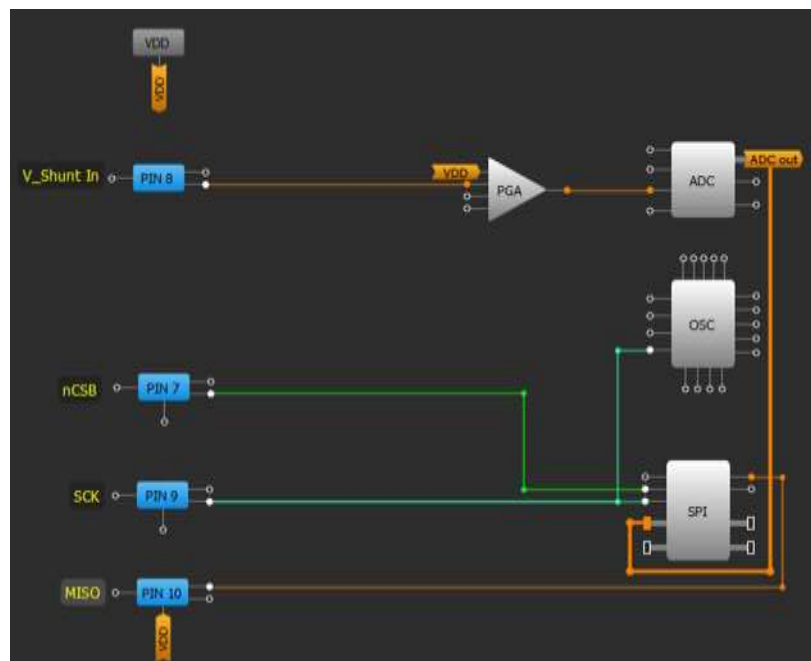 VDD
VDD
V_Shunt In
PIN 8
VDD
PGA
ADC
ADC out
OSC
nCSB
PIN 7
SCK
PIN 9
SPI
MISO
PIN 10
VDD